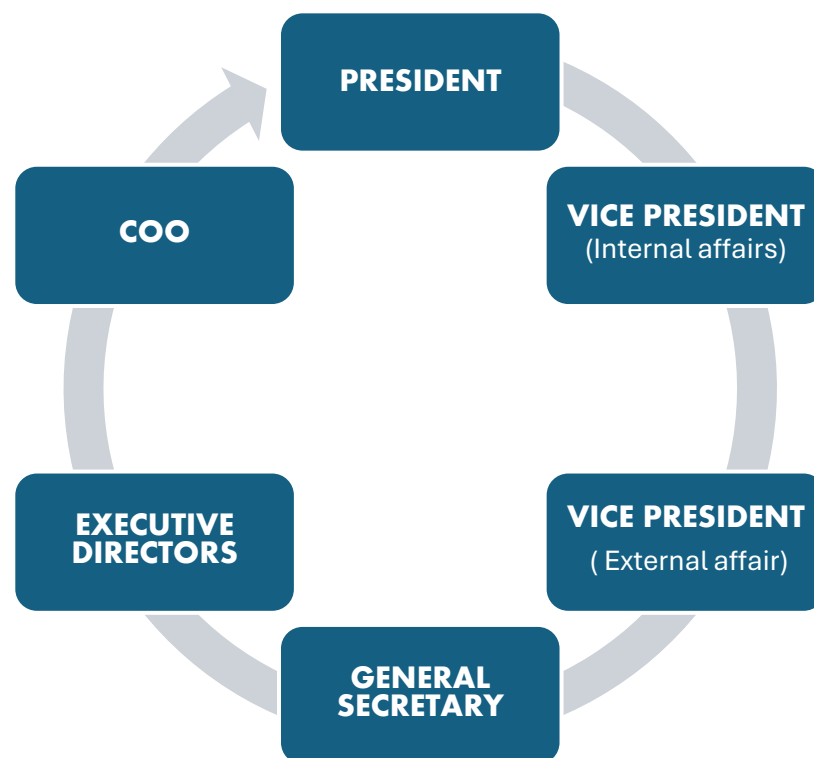 PRESIDENT
VICE PRESIDENT
(Internal affairs)
VICE PRESIDENT
( External affair)
GENERAL
SECRETARY
EXECUTIVE
DIRECTORS
COO